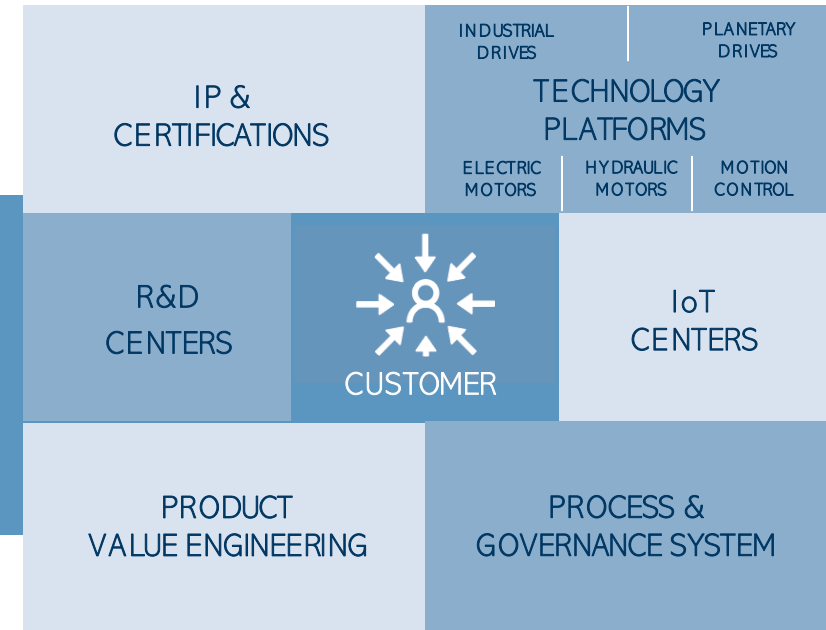 IP &
CERTIFICATIONS
INDUSTRIAL
DRIVES
PLANETARY
DRIVES
TECHNOLOGY
PLATFORMS
ELECTRIC
MOTORS
HYDRAULIC
MOTORS
MOTION
CONTROL
R&D
CENTERS
CUSTOMER
IoT
CENTERS
PRODUCT
VALUE ENGINEERING
PROCESS &
GOVERNANCE SYSTEM